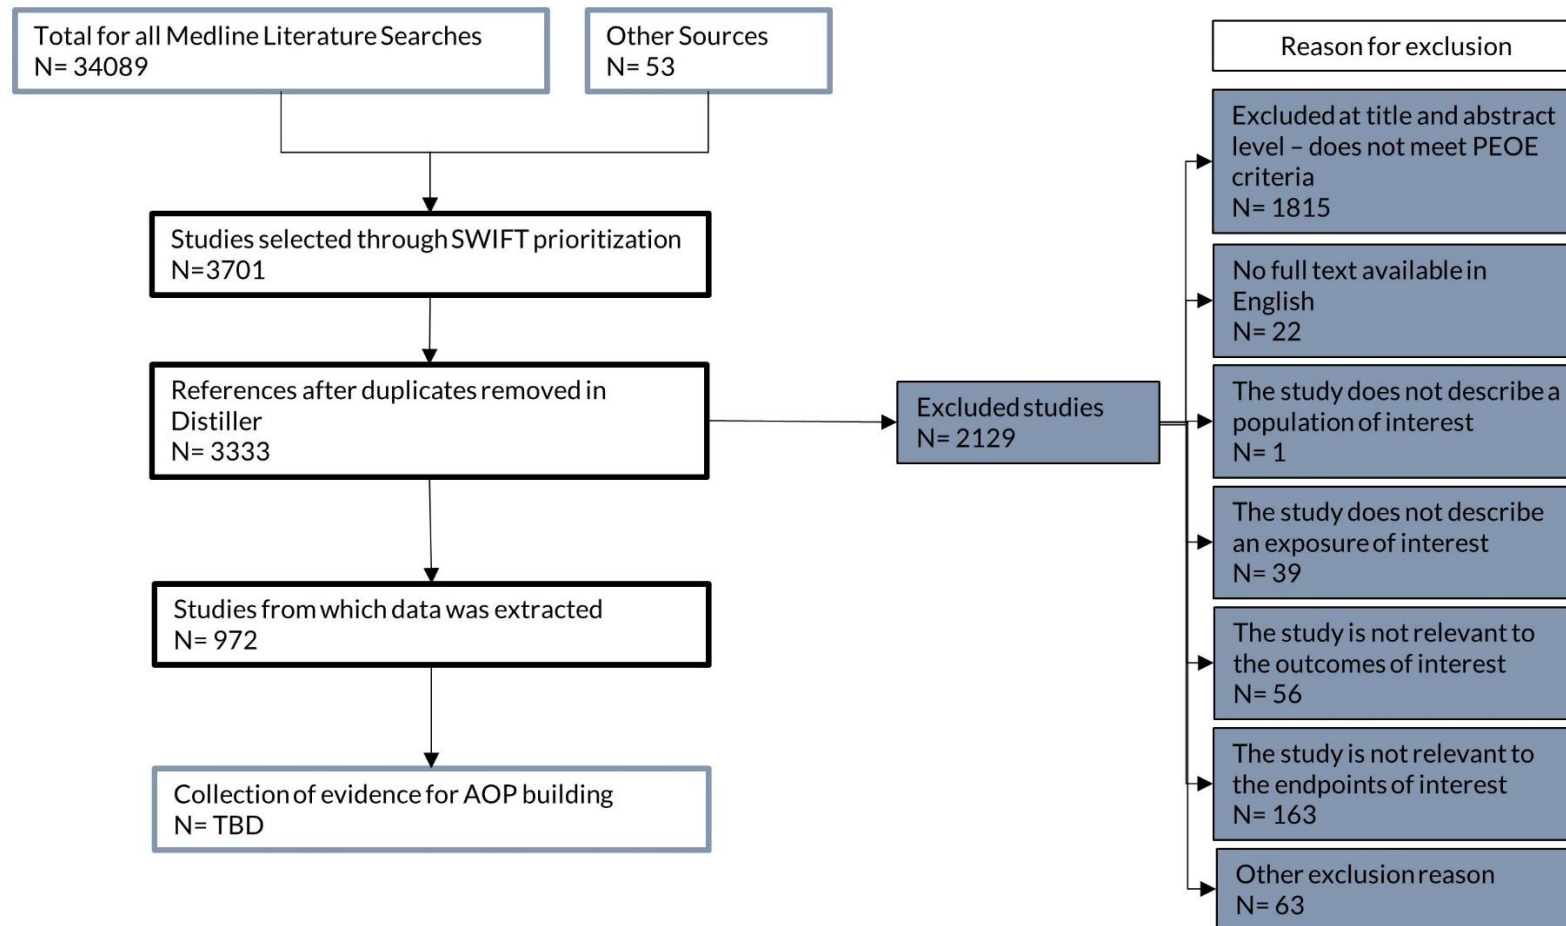 Total for all Medline Literature Searches
N= 34089
Other Sources
N= 53
Studies selected through SWIFT prioritization
N=3701
References after duplicates removed in
Distiller
N= 3333
Studies from which data was extracted
N= 972
Collection of evidence for AOP building
N= TBD
Excluded studies
N= 2129
Reason for exclusion
Excluded at title and abstract
level – does not meet PEOE
criteria
N= 1815
No full text available in
English
N= 22
The study does not describe a
population of interest
N= 1
The study does not describe
an exposure of interest
N= 39
The study is not relevant to
the outcomes of interest
N= 56
The study is not relevant to
the endpoints of interest
N= 163
Other exclusion reason
N= 63